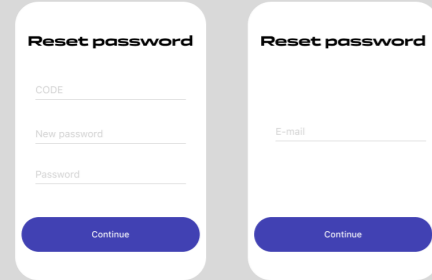 Reset password
CODE
New password
Password
Continue
Reset password
E-mail
Continue